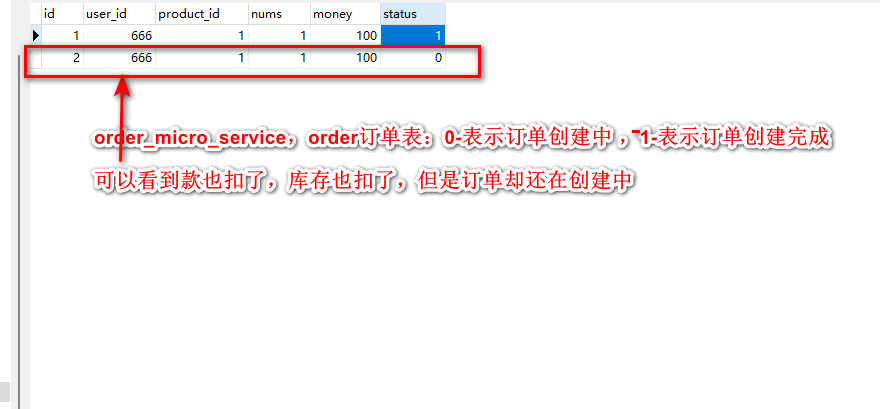 id user_id product_id nums money status
1 666 1 1 100 1
2 666 1 1 100 0
order_micro_service，order订单表：0-表示订单创建中，1-表示订单创建完成
可以看到款也扣了，库存也扣了，但是订单却还在创建中